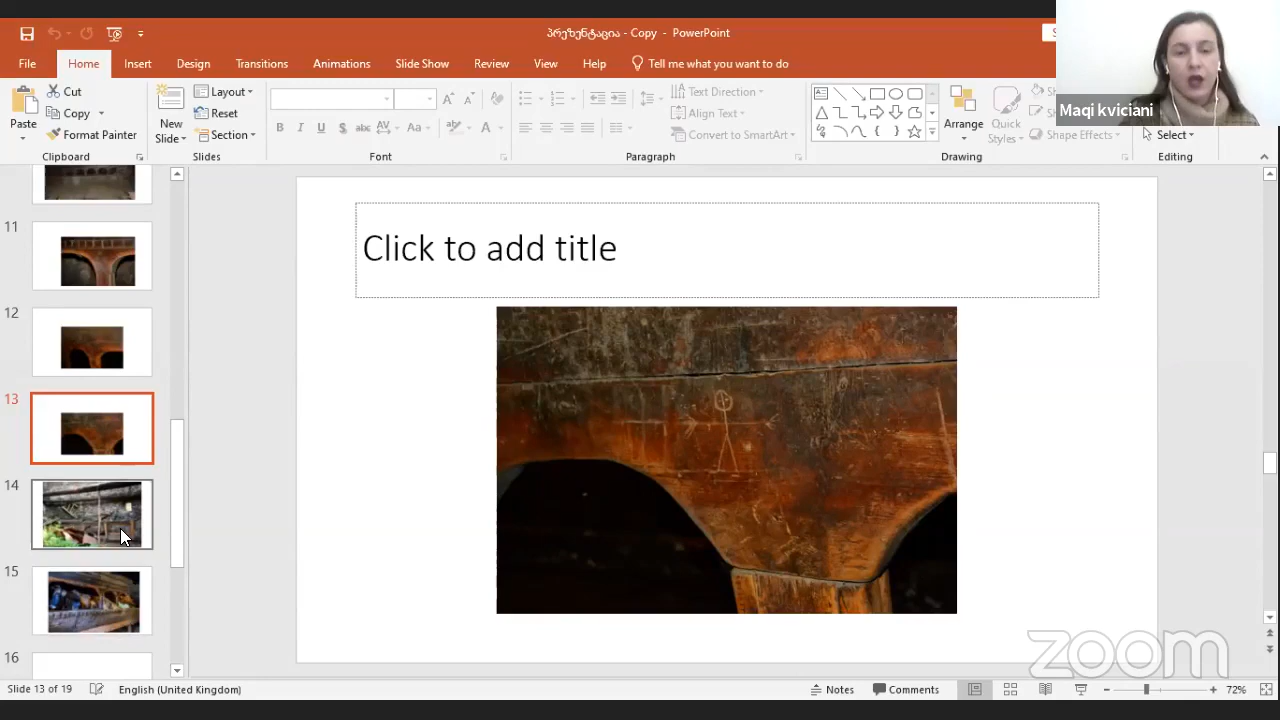 პრეზენტაცია - Copy - PowerPoint
File Home Insert Design Transitions Animations Slide Show Review View Help Tell me what you want to do
Paste
Cut
Copy
Format Painter
Clipboard
New Slide
Layout
Reset
Section
Slides
B I U S abc AV Aa A
Font
Text Direction
Align Text
Convert to SmartArt
Paragraph
Arrange
Quick Styles
Shape Effects
Drawing
Select
Editing
Maqi kviciani
11
12
13
14
15
16
Click to add title
zoom
Slide 13 of 19 English (United Kingdom) Notes Comments 72%